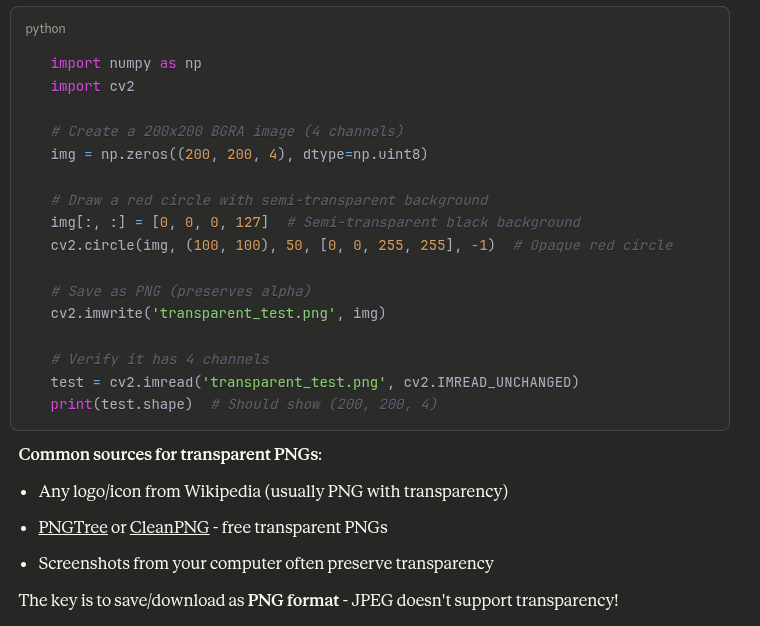 python
import numpy as np
import cv2
# Create a 200x200 BGRA image (4 channels)
img = np.zeros((200, 200, 4), dtype=np.uint8)
# Draw a red circle with semi-transparent background
img[:, :] = [0, 0, 0, 127]  # Semi-transparent black background
cv2.circle(img, (100, 100), 50, [0, 0, 255, 255], -1)  # Opaque red circle
# Save as PNG (preserves alpha)
cv2.imwrite('transparent_test.png', img)
# Verify it has 4 channels
test = cv2.imread('transparent_test.png', cv2.IMREAD_UNCHANGED)
print(test.shape)  # Should show (200, 200, 4)
Common sources for transparent PNGs:
• Any logo/icon from Wikipedia (usually PNG with transparency)
• PNGTree or CleanPNG - free transparent PNGs
• Screenshots from your computer often preserve transparency
The key is to save/download as PNG format - JPEG doesn't support transparency!